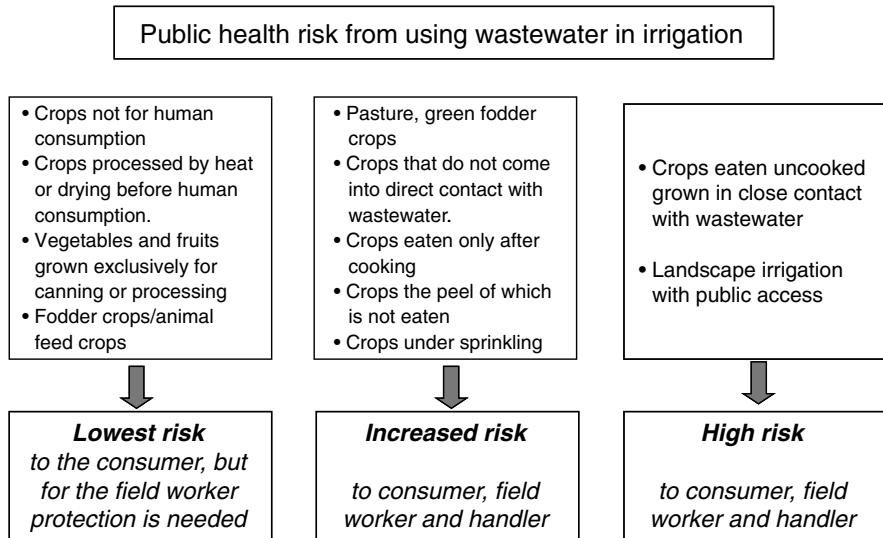 Public health risk from using wastewater in irrigation
• Crops not for human
consumption
• Crops processed by heat
or drying before human
consumption.
• Vegetables and fruits
grown exclusively for
canning or processing
• Fodder crops/animal
feed crops
• Pasture, green fodder
crops
• Crops that do not come
into direct contact with
wastewater.
• Crops eaten only after
cooking
• Crops the peel of which
is not eaten
• Crops under sprinkling
• Crops eaten uncooked
grown in close contact
with wastewater
• Landscape irrigation
with public access
Lowest risk
to the consumer, but
for the field worker
protection is needed
Increased risk
to consumer, field
worker and handler
High risk
to consumer, field
worker and handler